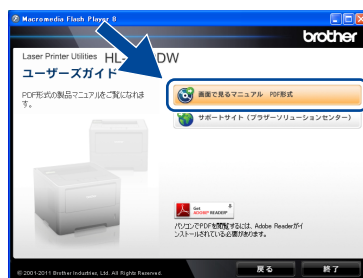 Macromedia Flash Player 8
brother
Laser Printer Utilities HL- DW
ユーザーズガイド
PDF形式の製品マニュアルをご覧になれます。
画面で見るマニュアル PDF形式
サポートサイト（ブラザーソリューションセンター）
Get
ADOBE® READER®
パソコンでPDFを閲覧するには、Adobe Readerがインストールされている必要があります。
© 2001-2011 Brother Industries, Ltd. All Rights Reserved.
戻る
終了